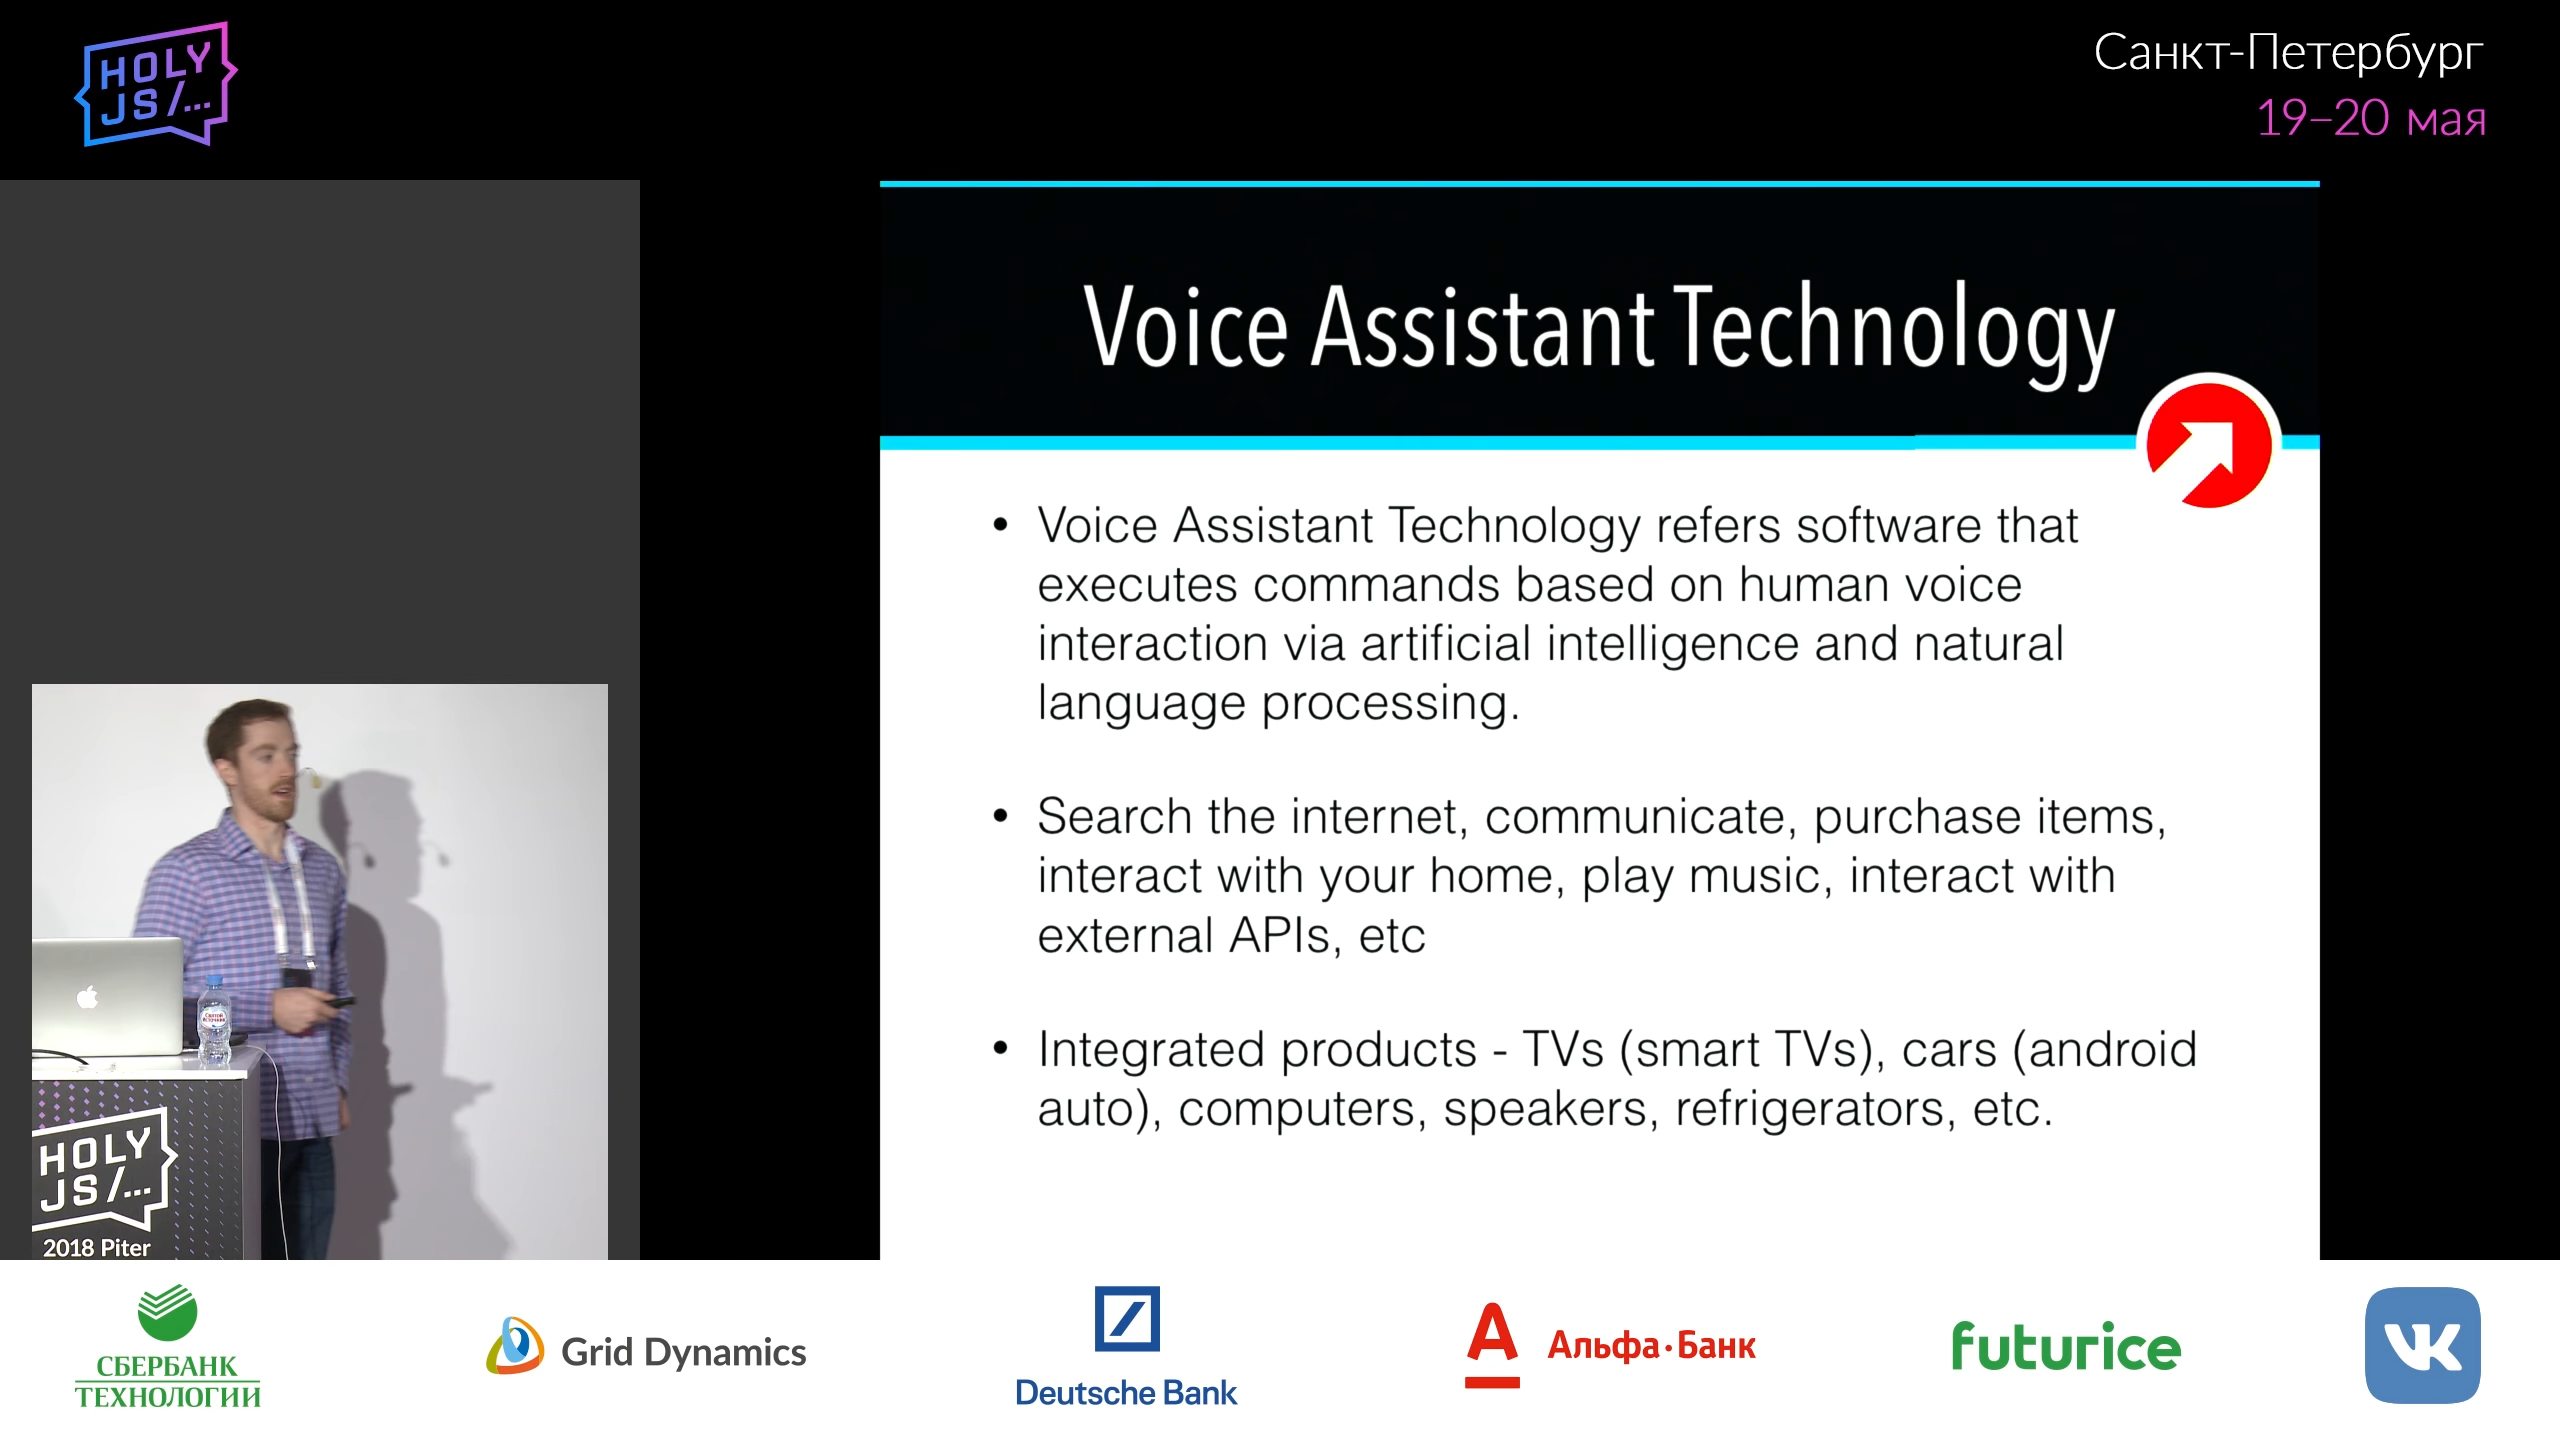 HOLY
JS/...
Санкт-Петербург
19–20 мая
Voice Assistant Technology
• Voice Assistant Technology refers software that
executes commands based on human voice
interaction via artificial intelligence and natural
language processing.
• Search the internet, communicate, purchase items,
interact with your home, play music, interact with
external APIs, etc
• Integrated products - TVs (smart TVs), cars (android
auto), computers, speakers, refrigerators, etc.
HOLY
JS/...
2018 Piter
СБЕРБАНК
ТЕХНОЛОГИИ
Grid Dynamics
Deutsche Bank
А
Альфа·Банк
futurice
VK